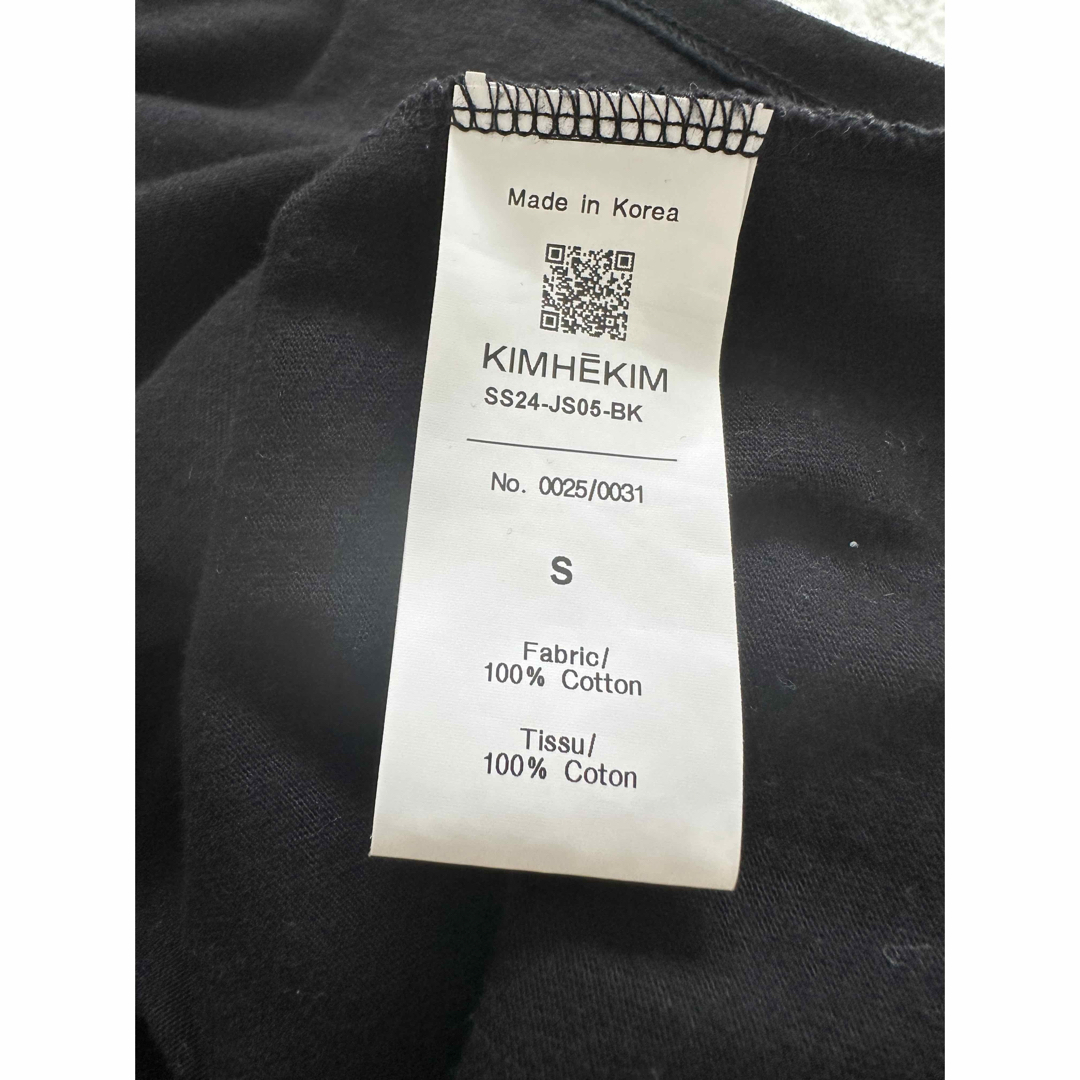 Made in Korea
KIMHĒKIM
SS24-JS05-BK
No. 0025/0031
S
Fabric/
100% Cotton
Tissu/
100% Coton